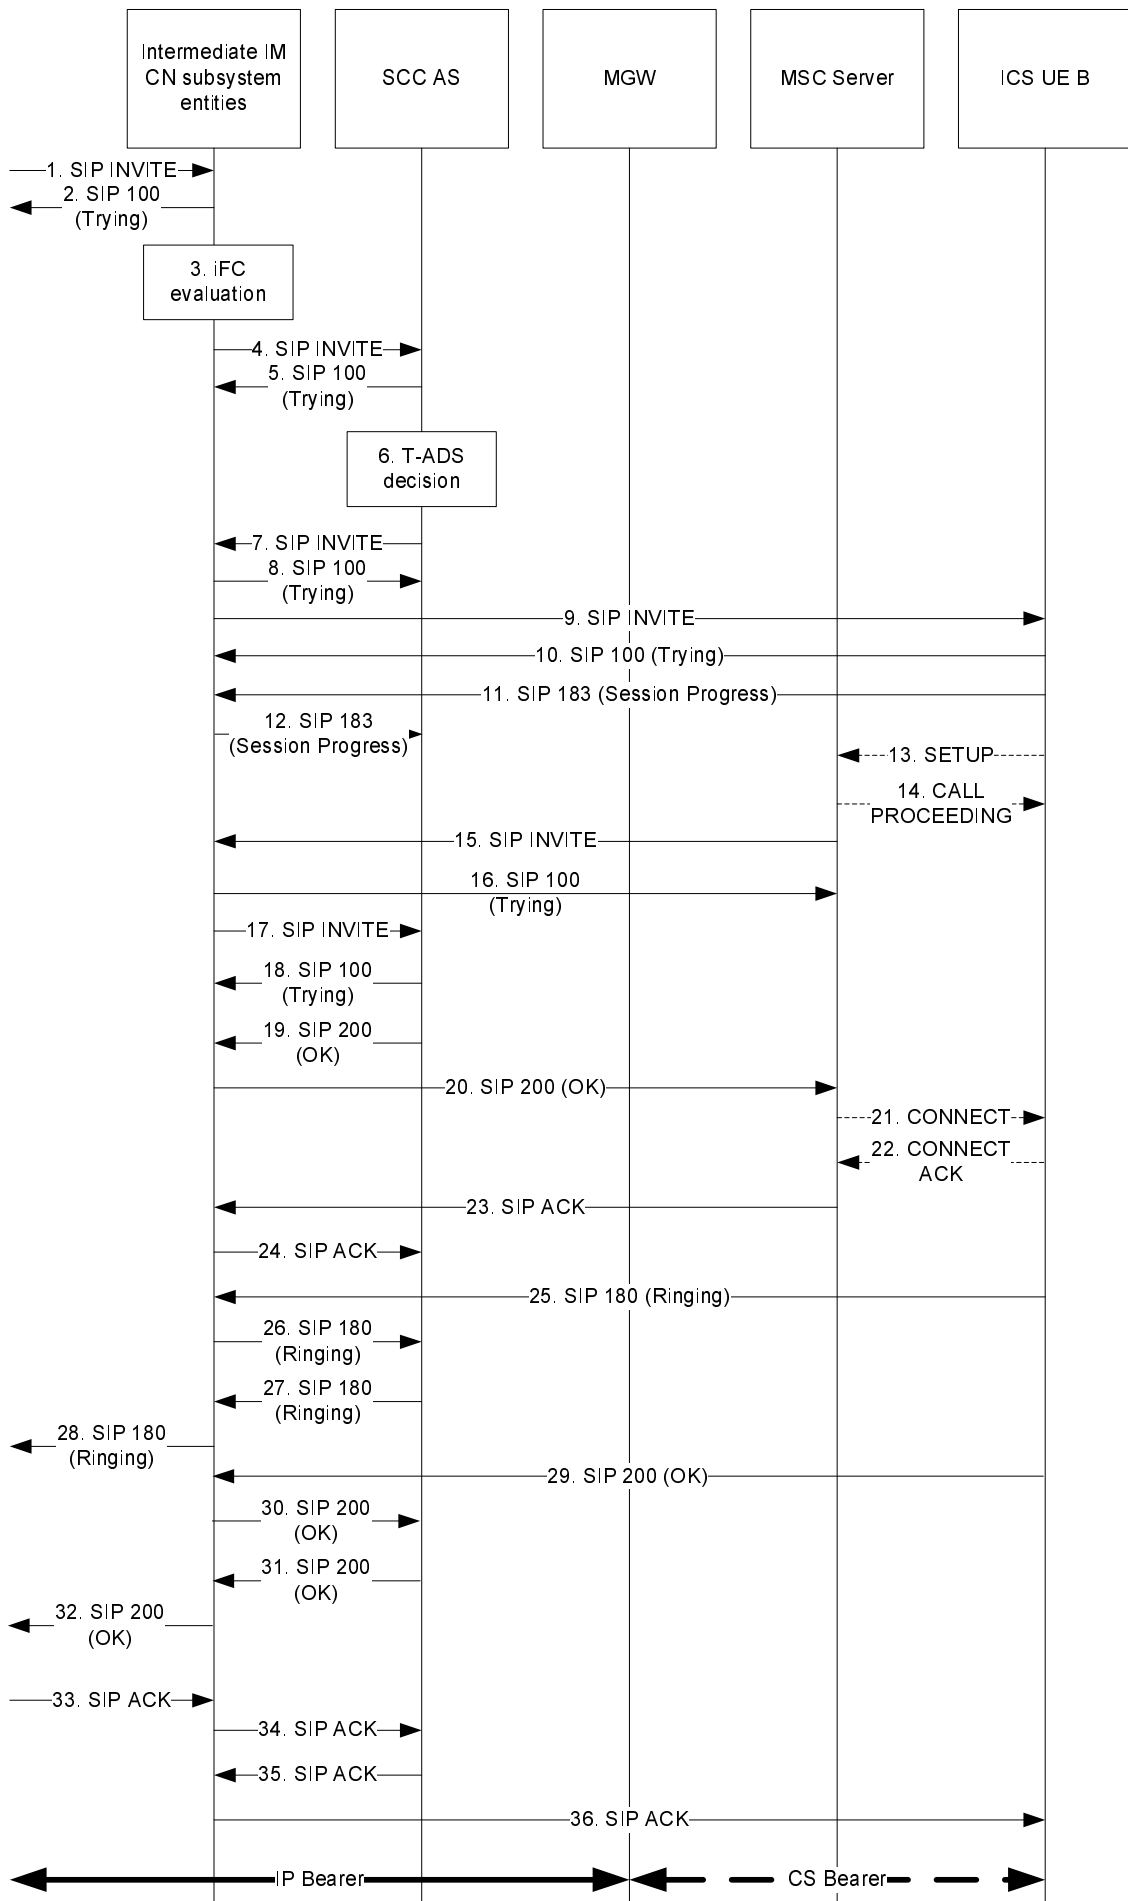 Intermediate IM
CN subsystem
entities
SCC AS
MGW
MSC Server
ICS UE B
1. SIP INVITE
2. SIP 100
(Trying)
3. iFC
evaluation
4. SIP INVITE
5. SIP 100
(Trying)
6. T-ADS
decision
7. SIP INVITE
8. SIP 100
(Trying)
9. SIP INVITE
10. SIP 100 (Trying)
11. SIP 183 (Session Progress)
12. SIP 183
(Session Progress)
13. SETUP
14. CALL
PROCEEDING
15. SIP INVITE
16. SIP 100
(Trying)
17. SIP INVITE
18. SIP 100
(Trying)
19. SIP 200
(OK)
20. SIP 200 (OK)
21. CONNECT
22. CONNECT
ACK
23. SIP ACK
24. SIP ACK
25. SIP 180 (Ringing)
26. SIP 180
(Ringing)
27. SIP 180
(Ringing)
28. SIP 180
(Ringing)
29. SIP 200 (OK)
30. SIP 200
(OK)
31. SIP 200
(OK)
32. SIP 200
(OK)
33. SIP ACK
34. SIP ACK
35. SIP ACK
36. SIP ACK
IP Bearer
CS Bearer